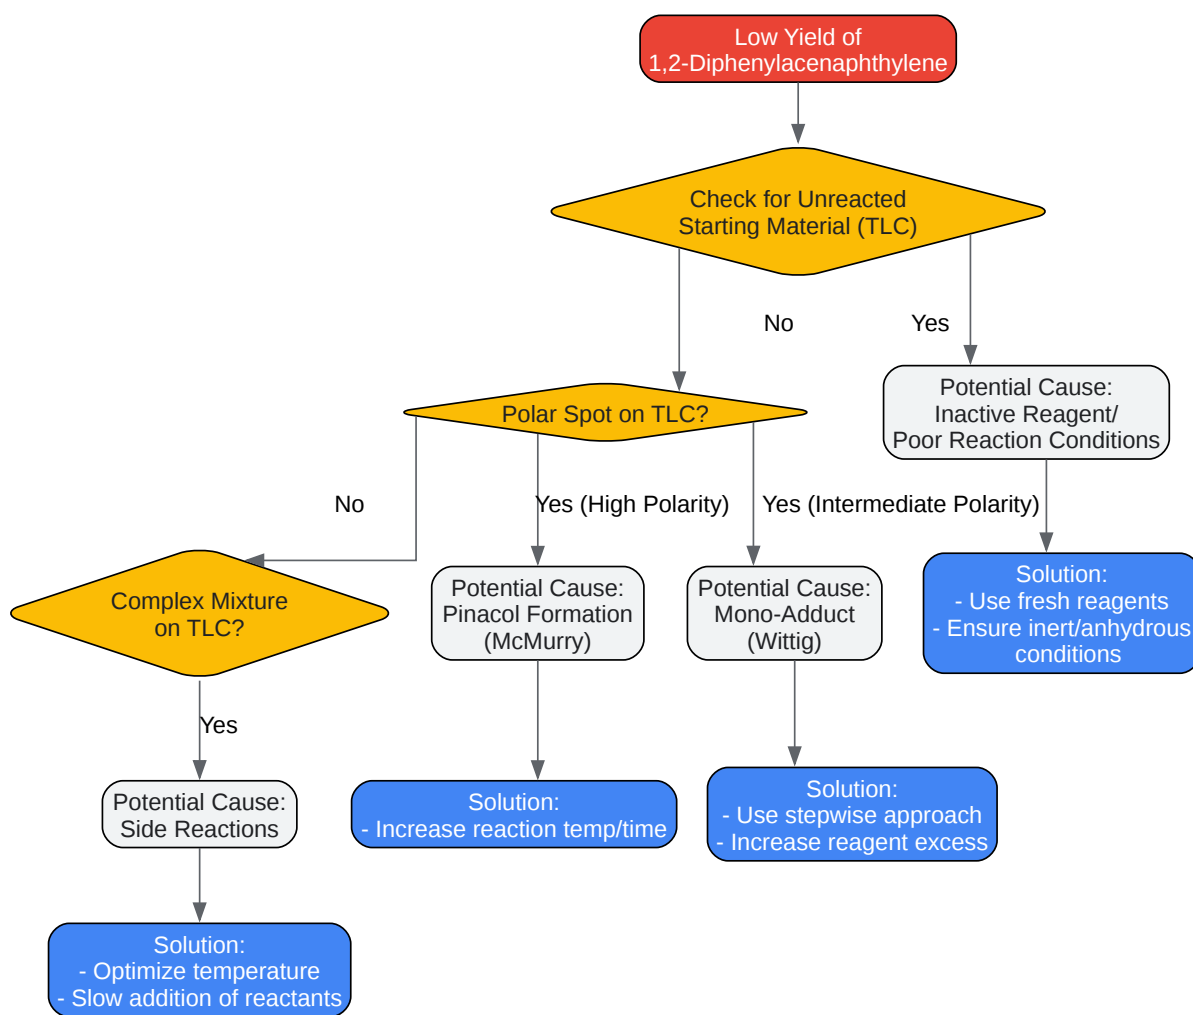 Low Yield of
1,2-Diphenylacenaphthylene
Check for Unreacted
Starting Material (TLC)
No
Yes
Polar Spot on TLC?
Potential Cause:
Inactive Reagent/
Poor Reaction Conditions
No
Yes (High Polarity)
Yes (Intermediate Polarity)
Complex Mixture
on TLC?
Potential Cause:
Pinacol Formation
(McMurry)
Potential Cause:
Mono-Adduct
(Wittig)
Solution:
- Use fresh reagents
- Ensure inert/anhydrous
conditions
Yes
Potential Cause:
Side Reactions
Solution:
- Increase reaction temp/time
Solution:
- Use stepwise approach
- Increase reagent excess
Solution:
- Optimize temperature
- Slow addition of reactants